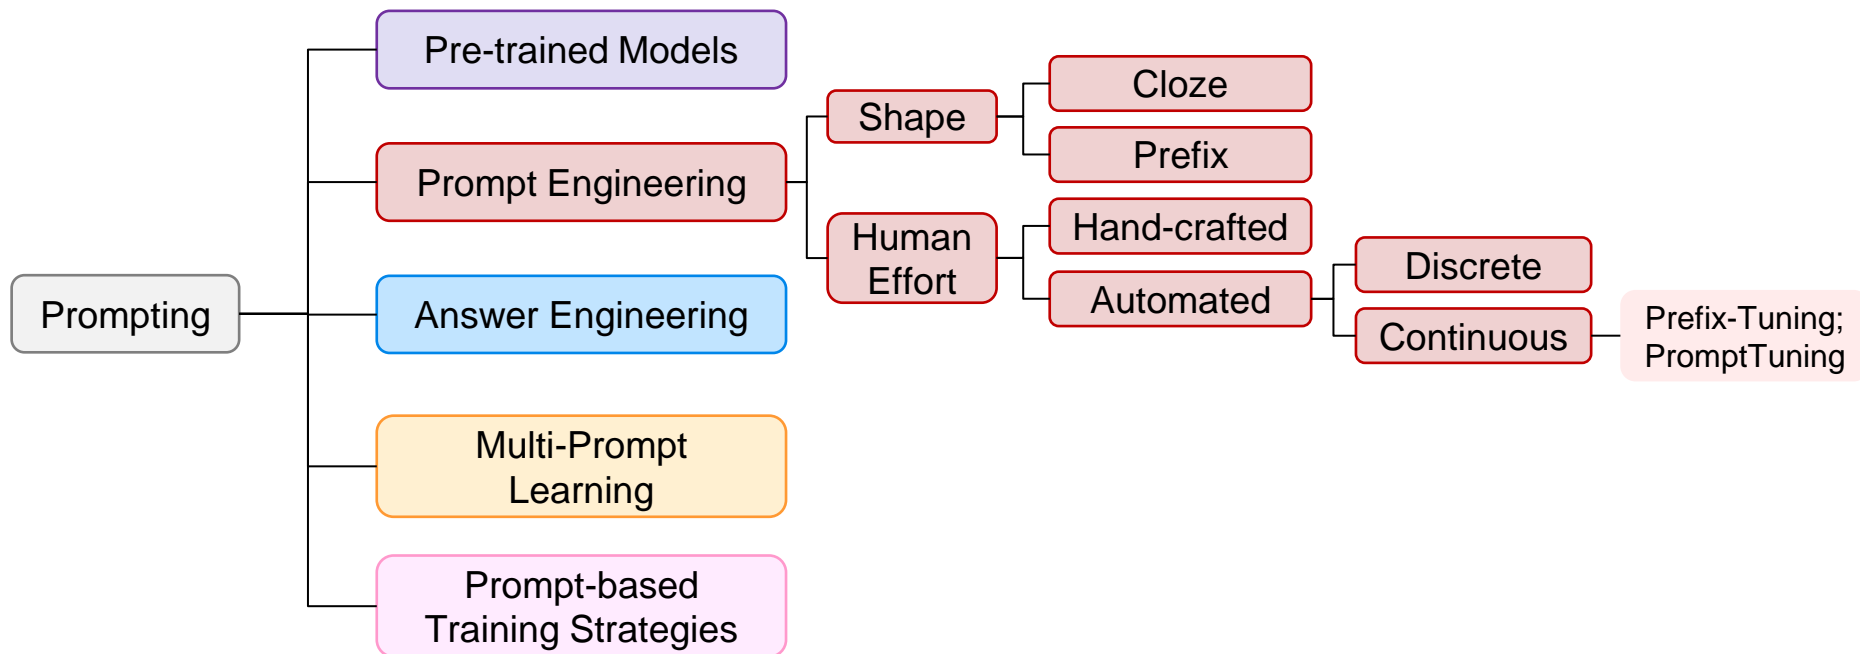 Pre-trained Models
Prompt Engineering
Prompting
Answer Engineering
Multi-Prompt
Learning
Prompt-based
Training Strategies
Shape
Human
Effort
Cloze
Prefix
Hand-crafted
Automated
Discrete
Continuous
Prefix-Tuning;
PromptTuning